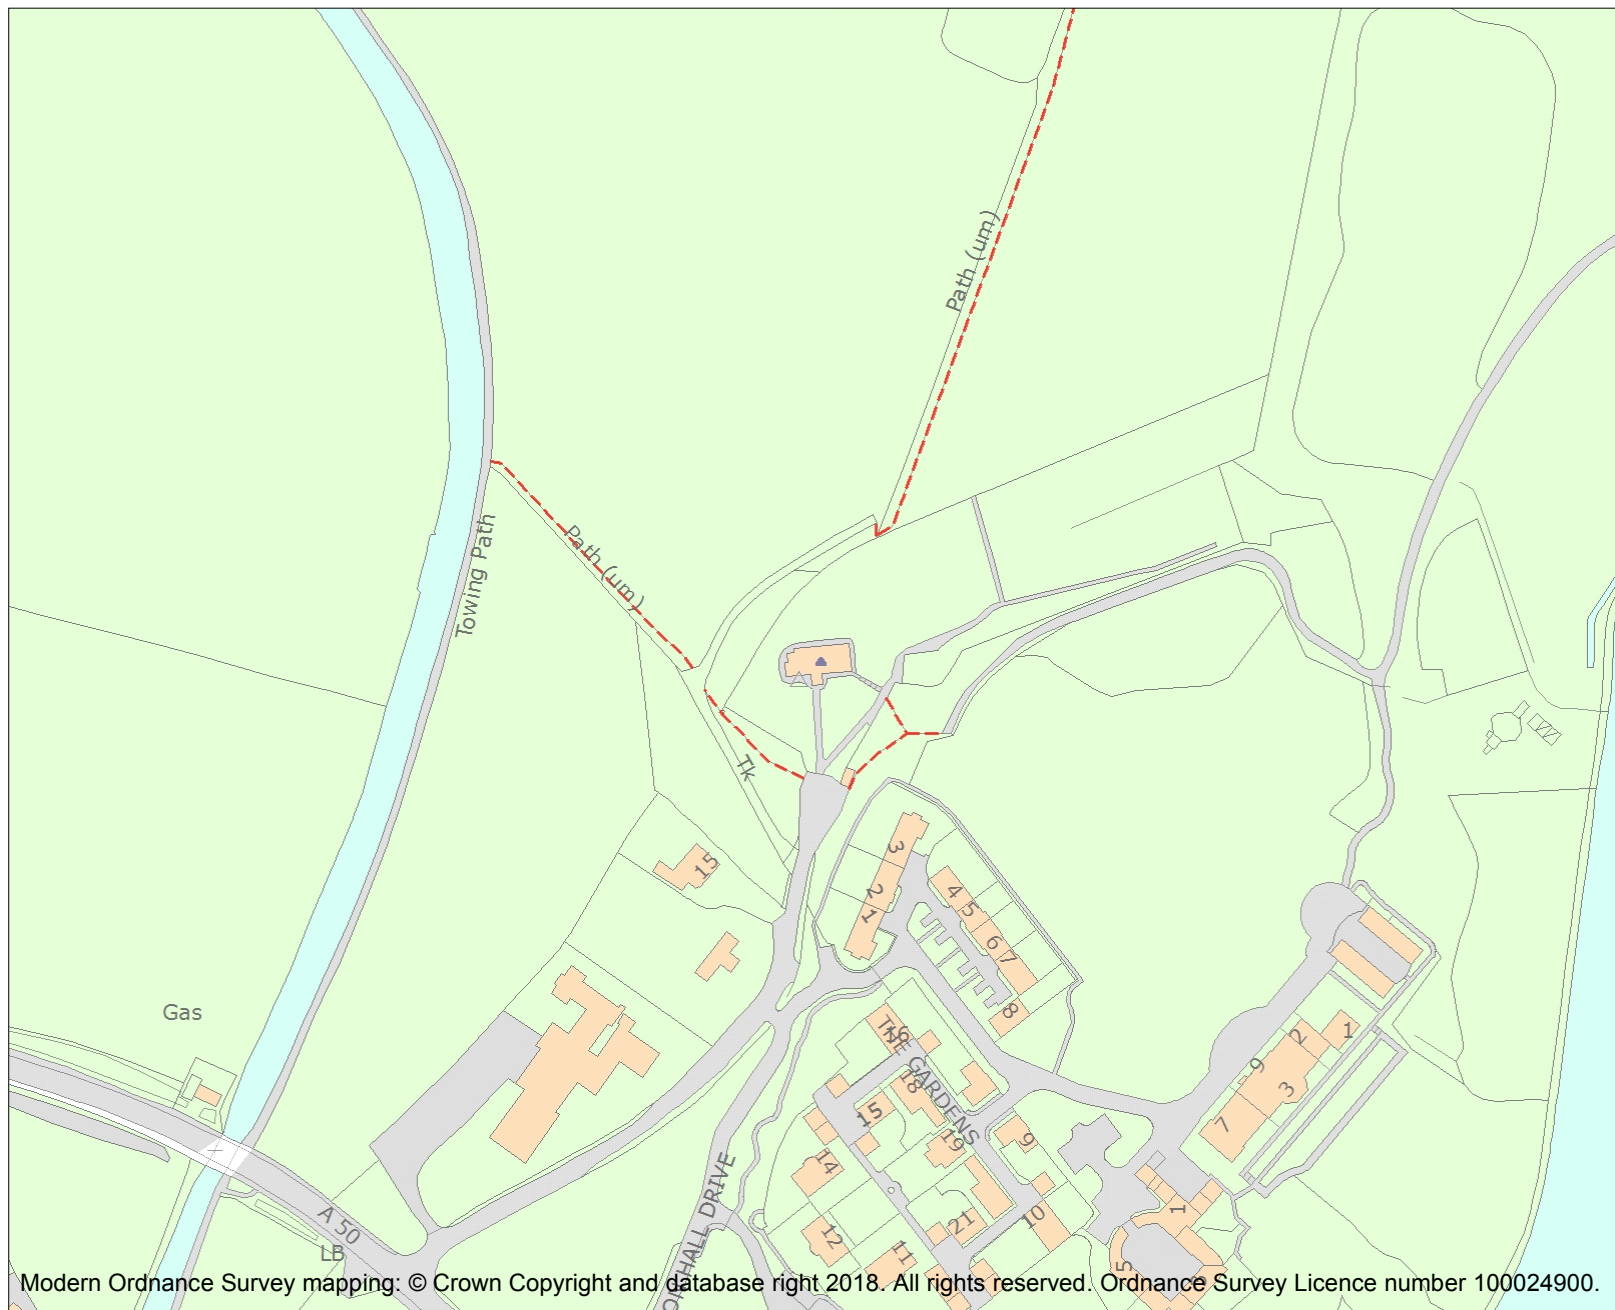 Path (um)
Path (um)
Towing Path
Tk
15
3
2
1
4
5
6
7
8
Gas
16
THE GARDENS
18
15
19
9
14
12
11
21
10
1
2
9
3
7
1
5
A 50
LB
HALL DRIVE
Modern Ordnance Survey mapping: © Crown Copyright and database right 2018. All rights reserved. Ordnance Survey Licence number 100024900.